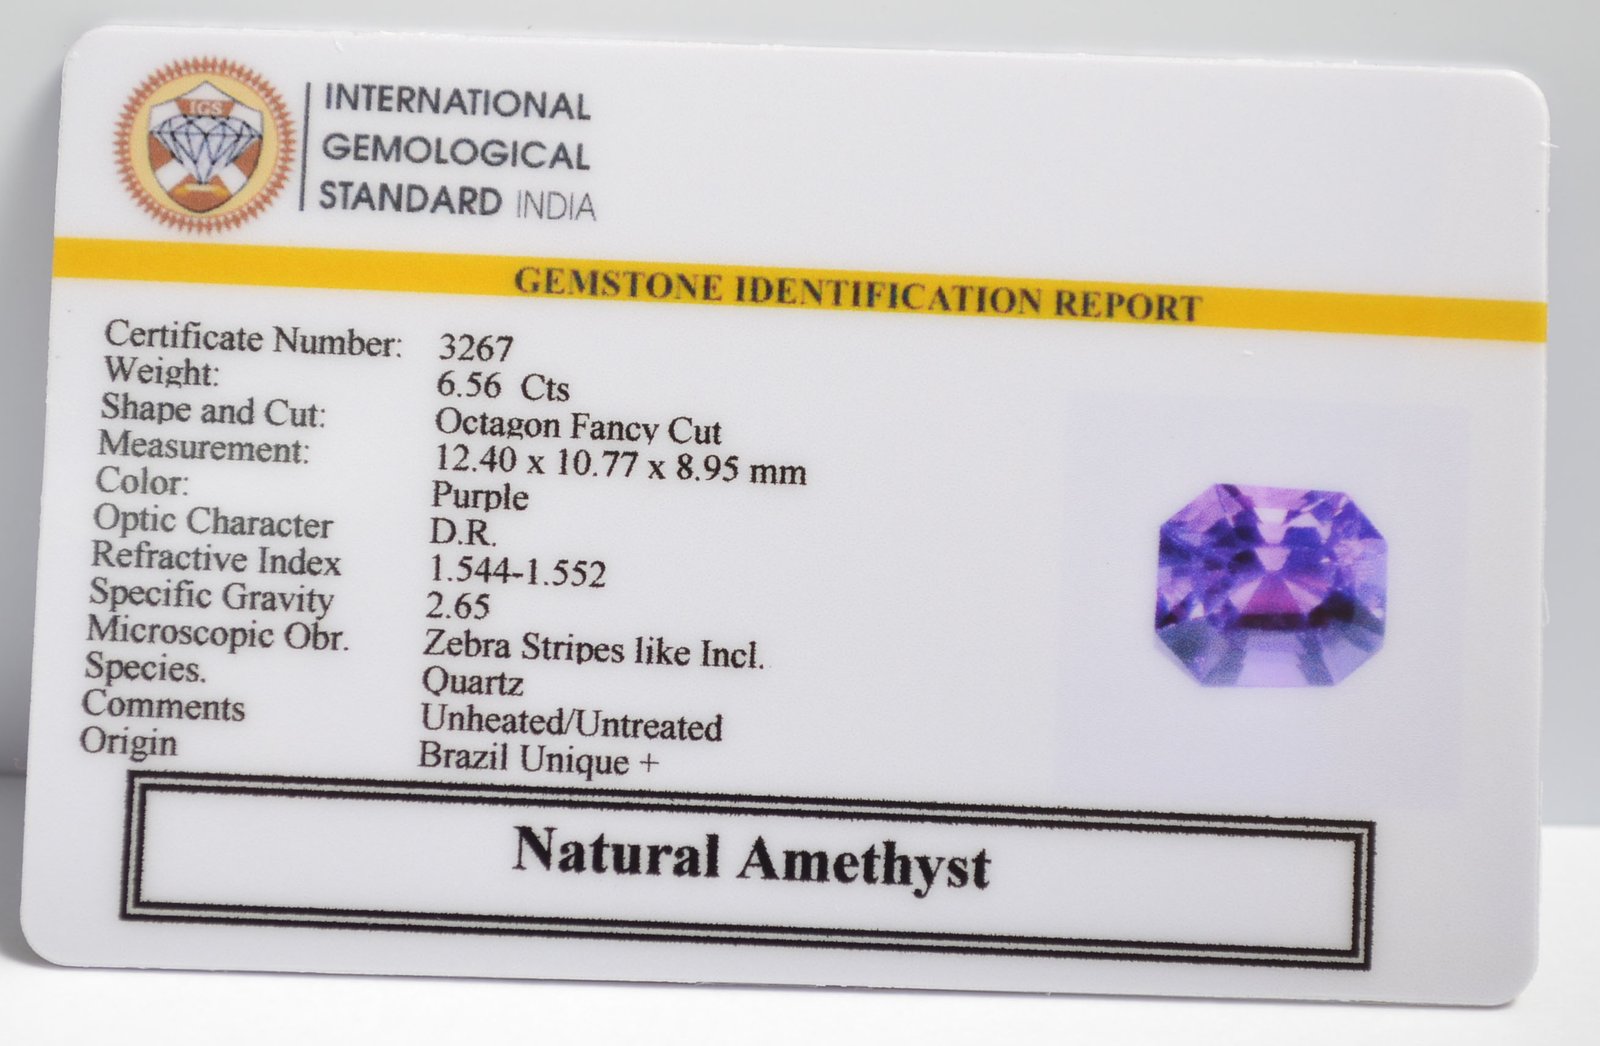 IGS
INTERNATIONAL
GEMOLOGICAL
STANDARD INDIA
GEMSTONE IDENTIFICATION REPORT
Certificate Number: 3267
Weight: 6.56 Cts
Shape and Cut: Octagon Fancy Cut
Measurement: 12.40 x 10.77 x 8.95 mm
Color: Purple
Optic Character D.R.
Refractive Index 1.544-1.552
Specific Gravity 2.65
Microscopic Obr. Zebra Stripes like Incl.
Species. Quartz
Comments Unheated/Untreated
Origin Brazil Unique +
Natural Amethyst